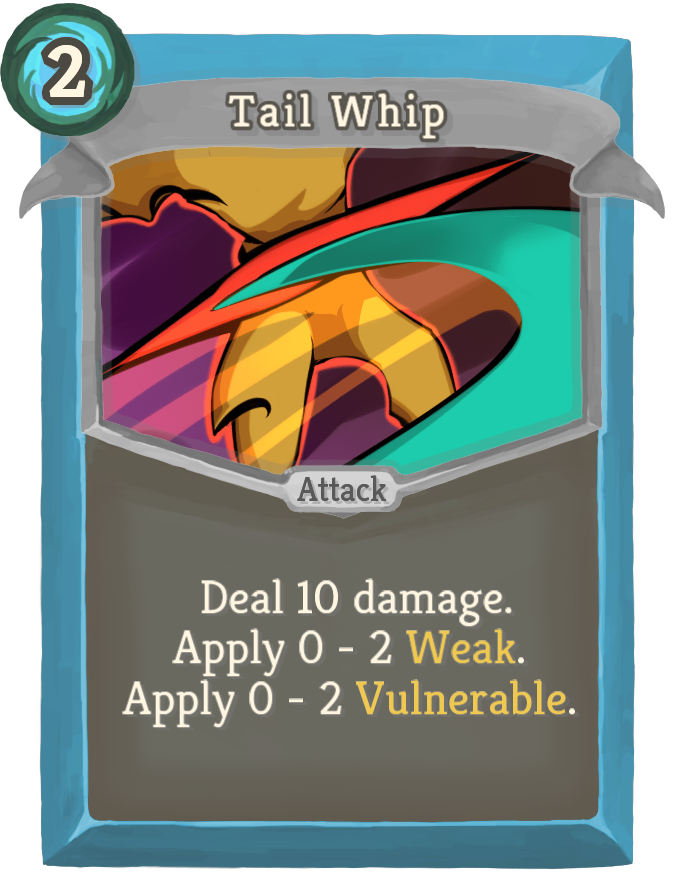 2
Tail Whip
Attack
Deal 10 damage.
Apply 0 - 2 Weak.
Apply 0 - 2 Vulnerable.